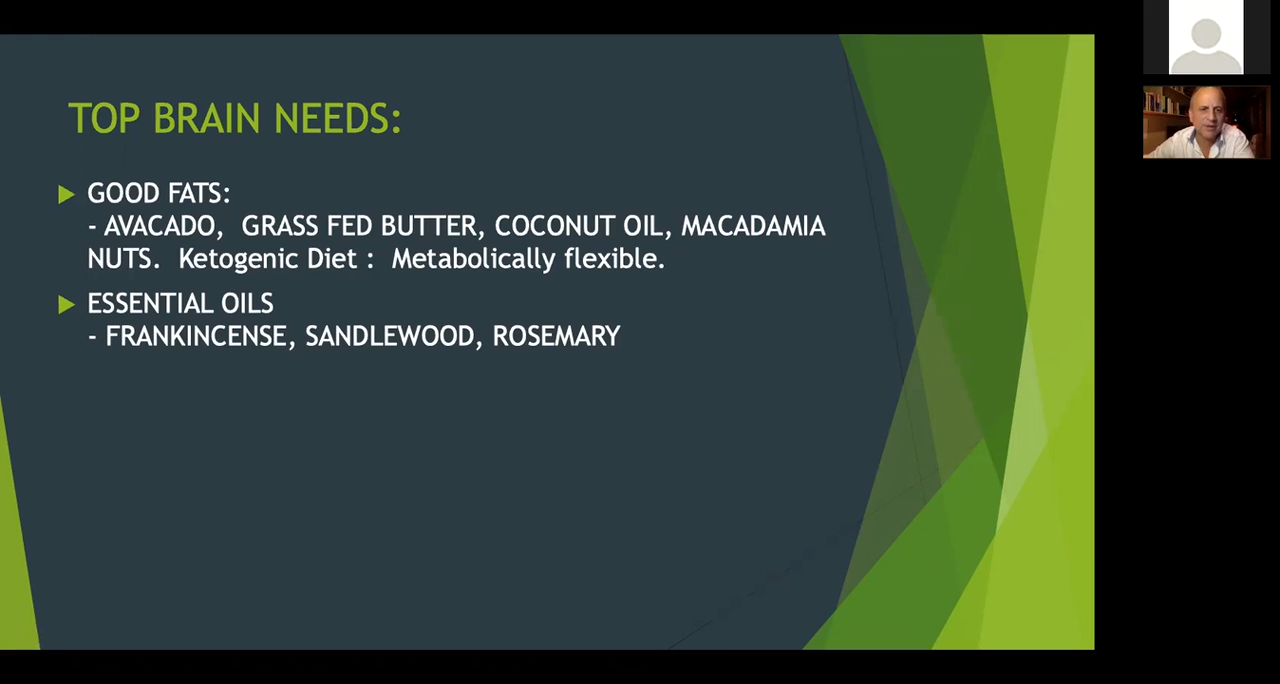 TOP BRAIN NEEDS:
GOOD FATS:
- AVACADO, GRASS FED BUTTER, COCONUT OIL, MACADAMIA
NUTS. Ketogenic Diet : Metabolically flexible.
ESSENTIAL OILS
- FRANKINCENSE, SANDLEWOOD, ROSEMARY